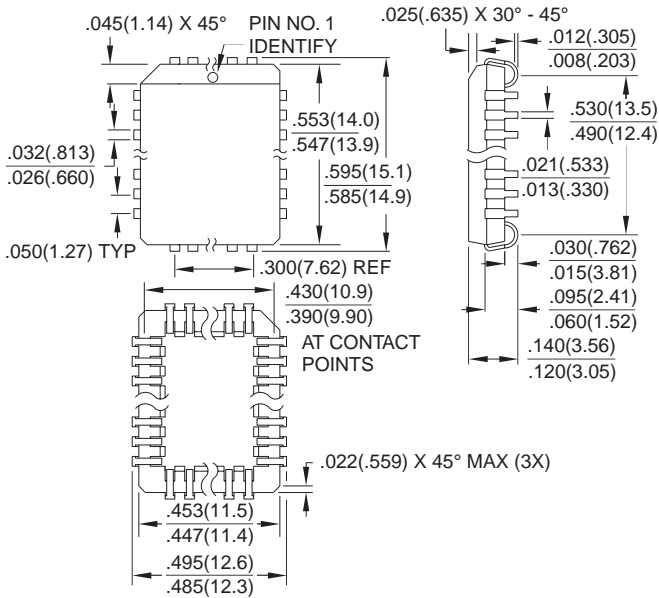 .045(1.14) X 45°
PIN NO. 1
IDENTIFY
.025(.635) X 30° - 45°
.012(.305)
.008(.203)
.553(14.0)
.547(13.9)
.530(13.5)
.490(12.4)
.032(.813)
.026(.660)
.595(15.1)
.585(14.9)
.021(.533)
.013(.330)
.050(1.27) TYP
.300(7.62) REF
.030(.762)
.015(3.81)
.430(10.9)
.390(9.90)
.095(2.41)
.060(1.52)
AT CONTACT
POINTS
.140(3.56)
.120(3.05)
.022(.559) X 45° MAX (3X)
.453(11.5)
.447(11.4)
.495(12.6)
.485(12.3)